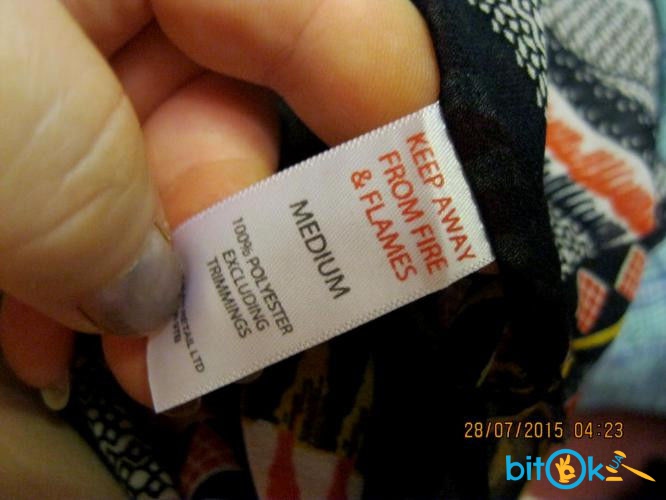 KEEP AWAY
FROM FIRE
& FLAMES
MEDIUM
100% POLYESTER
EXCLUDING
TRIMMINGS
RETAIL LTD
28/07/2015 04:23
bitOk